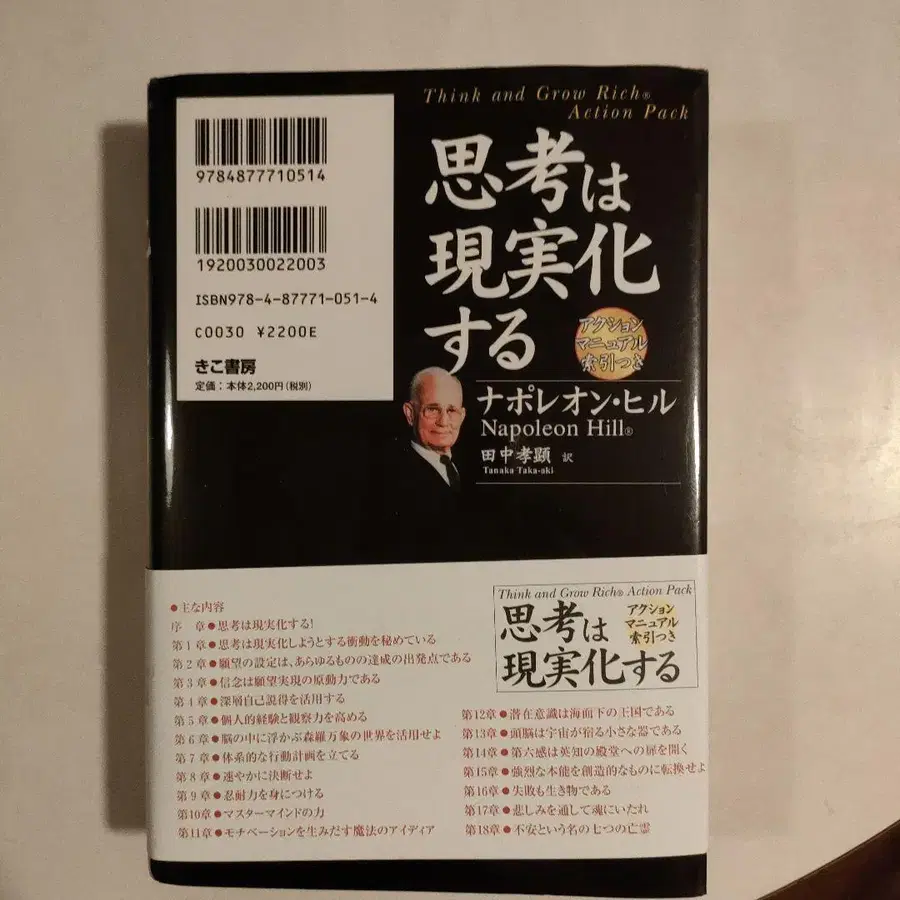 9784877710514
1920030022003
ISBN978-4-87771-051-4
C0030 ¥2200E
きこ書房
定価：本体2,200円（税別）
Think and Grow Rich®
Action Pack
思考は
現実化
する
アクション
マニュアル
索引つき
ナポレオン・ヒル
Napoleon Hill®
田中孝顕 訳
Tanaka Taka-aki
●主な内容
序　章●思考は現実化する!
第1章●思考は現実化しようとする衝動を秘めている
第2章●願望の設定は、あらゆるものの達成の出発点である
第3章●信念は願望実現の原動力である
第4章●深層自己説得を活用する
第5章●個人的経験と観察力を高める
第6章●脳の中に浮かぶ森羅万象の世界を活用せよ
第7章●体系的な行動計画を立てる
第8章●速やかに決断せよ
第9章●忍耐力を身につける
第10章●マスターマインドの力
第11章●モチベーションを生みだす魔法のアイディア
Think and Grow Rich® Action Pack
思考は
現実化する
アクション
マニュアル
索引つき
第12章●潜在意識は海面下の王国である
第13章●頭脳は宇宙が宿る小さな器である
第14章●第六感は英知の殿堂への扉を開く
第15章●強烈な本能を創造的なものに転換せよ
第16章●失敗も生き物である
第17章●悲しみを通して魂にいたれ
第18章●不安という名の七つの亡霊